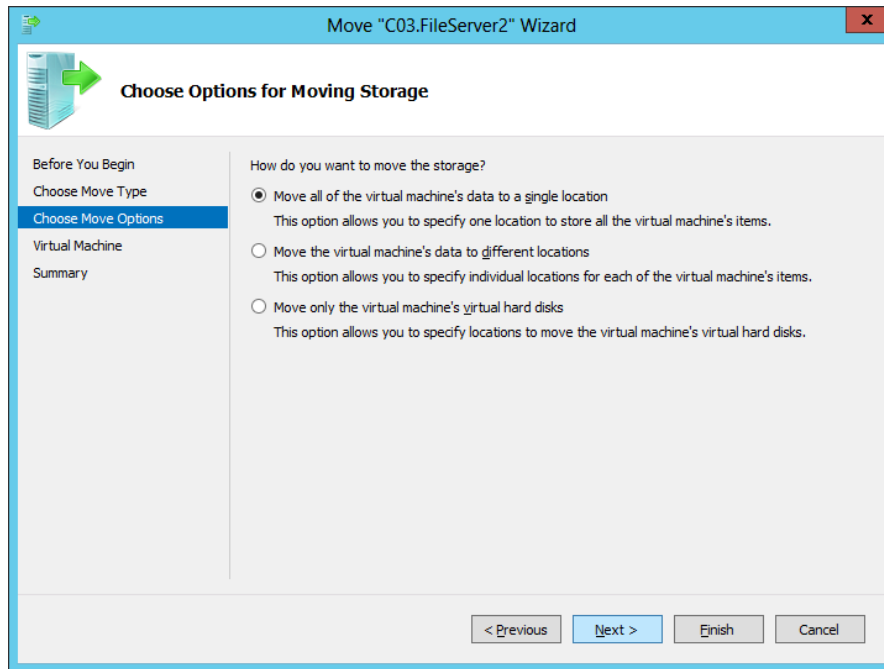 Move "C03.FileServer2" Wizard
x
Choose Options for Moving Storage
Before You Begin
Choose Move Type
Choose Move Options
Virtual Machine
Summary
How do you want to move the storage?
Move all of the virtual machine's data to a single location
This option allows you to specify one location to store all the virtual machine's items.
Move the virtual machine's data to different locations
This option allows you to specify individual locations for each of the virtual machine's items.
Move only the virtual machine's virtual hard disks
This option allows you to specify locations to move the virtual machine's virtual hard disks.
< Previous
Next >
Finish
Cancel